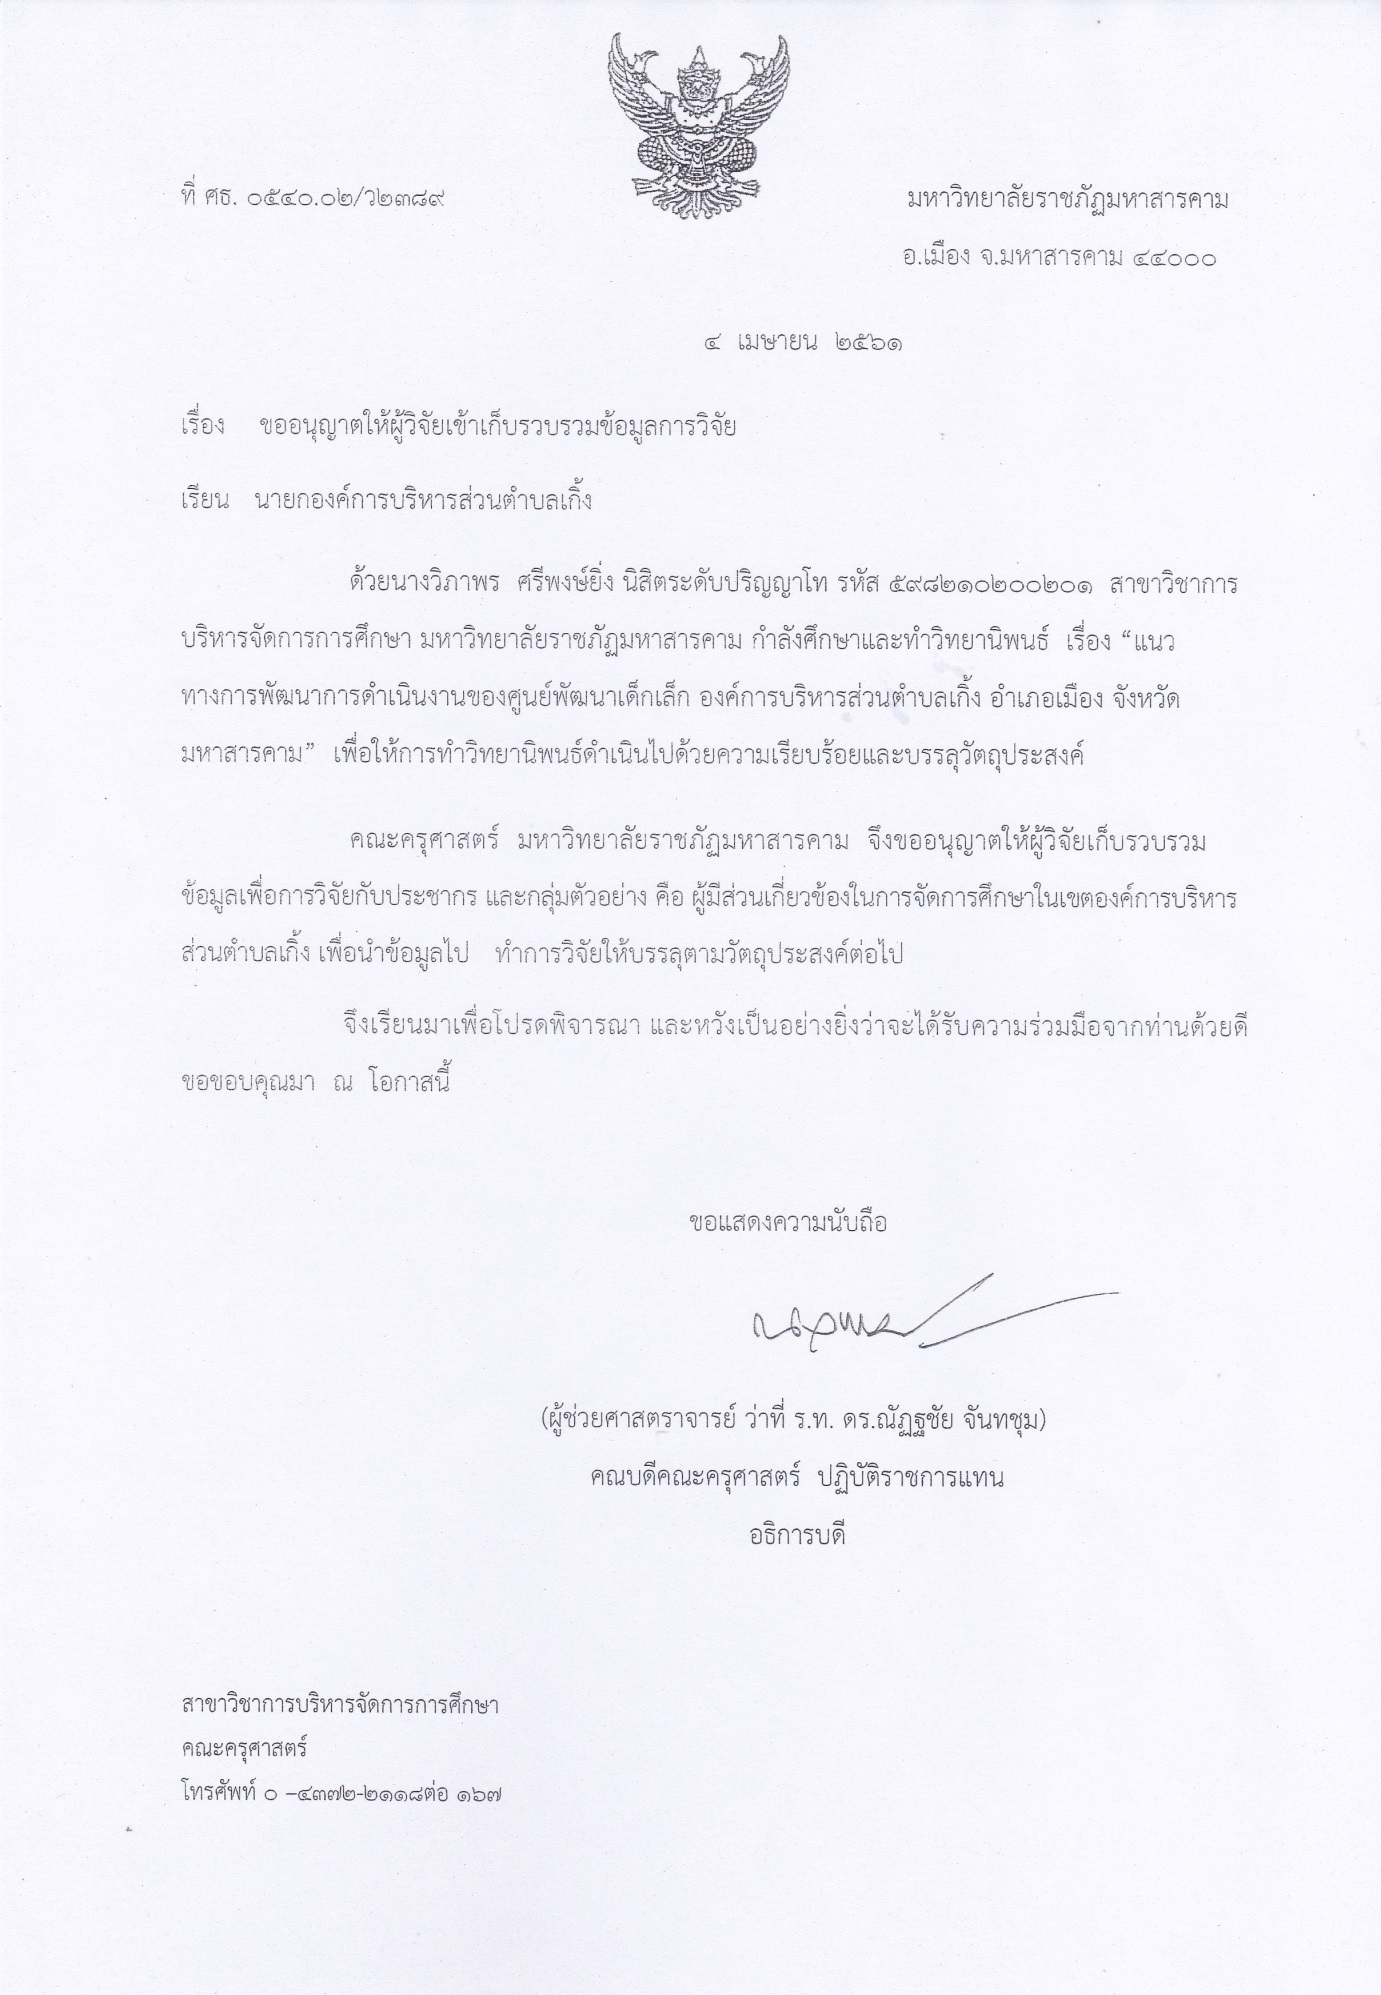 ที่ ศธ. ๐๕๔๐.๐๒/ว๒๓๘๙
มหาวิทยาลัยราชภัฏมหาสารคาม
อ.เมือง จ.มหาสารคาม ๔๔๐๐๐
๔ เมษายน ๒๕๖๑
เรื่อง ขออนุญาตให้ผู้วิจัยเข้าเก็บรวบรวมข้อมูลการวิจัย
เรียน นายกองค์การบริหารส่วนตำบลเกิ้ง
ด้วยนางวิภาพร ศรีพงษ์ยิ่ง นิสิตระดับปริญญาโท รหัส ๕๙๘๒๑๐๒๐๐๒๐๑ สาขาวิชาการ
บริหารจัดการการศึกษา มหาวิทยาลัยราชภัฏมหาสารคาม กำลังศึกษาและทำวิทยานิพนธ์ เรื่อง “แนว
ทางการพัฒนาการดำเนินงานของศูนย์พัฒนาเด็กเล็ก องค์การบริหารส่วนตำบลเกิ้ง อำเภอเมือง จังหวัด
มหาสารคาม” เพื่อให้การทำวิทยานิพนธ์ดำเนินไปด้วยความเรียบร้อยและบรรลุวัตถุประสงค์
คณะครุศาสตร์ มหาวิทยาลัยราชภัฏมหาสารคาม จึงขออนุญาตให้ผู้วิจัยเก็บรวบรวม
ข้อมูลเพื่อการวิจัยกับประชากร และกลุ่มตัวอย่าง คือ ผู้มีส่วนเกี่ยวข้องในการจัดการศึกษาในเขตองค์การบริหาร
ส่วนตำบลเกิ้ง เพื่อนำข้อมูลไป ทำการวิจัยให้บรรลุตามวัตถุประสงค์ต่อไป
จึงเรียนมาเพื่อโปรดพิจารณา และหวังเป็นอย่างยิ่งว่าจะได้รับความร่วมมือจากท่านด้วยดี
ขอขอบคุณมา ณ โอกาสนี้
ขอแสดงความนับถือ
(ผู้ช่วยศาสตราจารย์ ว่าที่ ร.ท. ดร.ณัฏฐชัย จันทชุม)
คณบดีคณะครุศาสตร์ ปฏิบัติราชการแทน
อธิการบดี
สาขาวิชาการบริหารจัดการการศึกษา
คณะครุศาสตร์
โทรศัพท์ ๐ –๔๓๗๒-๒๑๑๘ต่อ ๑๖๗